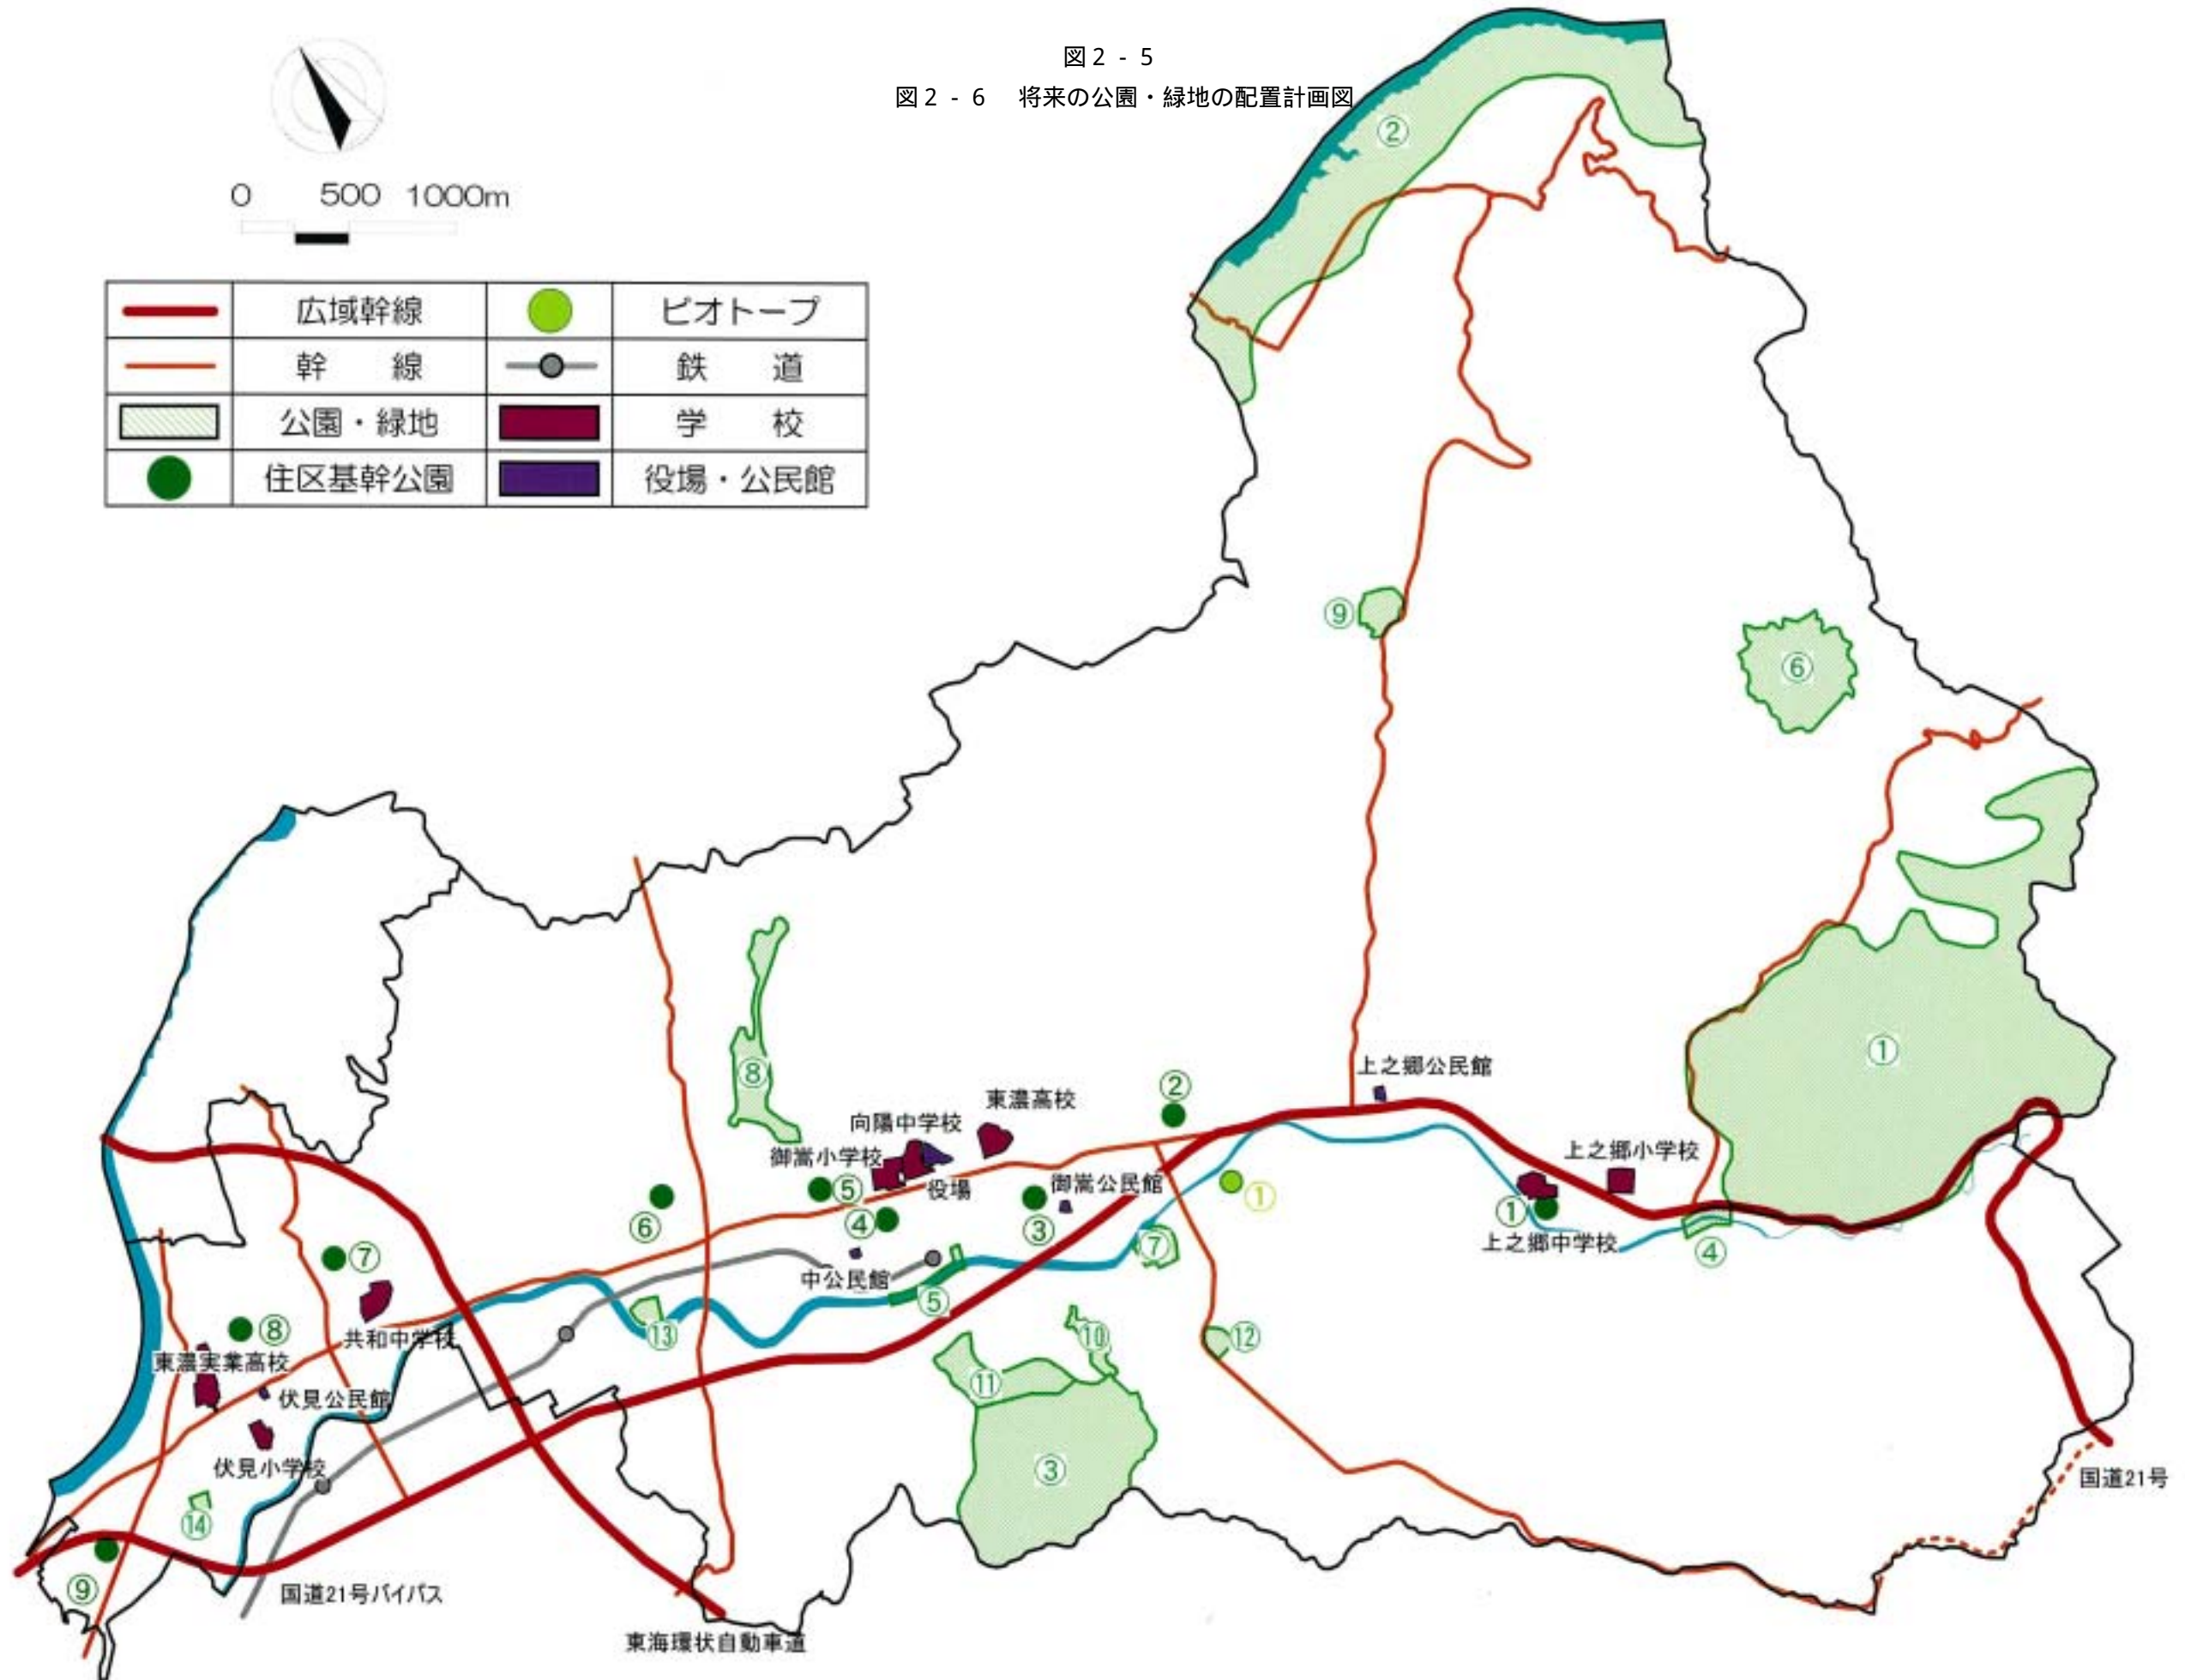 図2-5
図2-6 将来の公園・緑地の配置計画図
0 500 1000m
広域幹線 ビオトープ
幹線 鉄道
公園・緑地 学校
住区基幹公園 役場・公民館
②
⑨
⑥
①
⑧
上之郷公民館
②
東濃高校
向陽中学校
上之郷小学校
御嵩小学校
⑤
役場
御嵩公民館
①
①
⑥
④
③
⑦
上之郷中学校
④
⑦
中公民館
⑤
⑧
共和中学校
⑬
⑩
⑫
東濃実業高校
⑪
伏見公民館
伏見小学校
③
国道21号
⑭
⑨
国道21号バイパス
東海環状自動車道